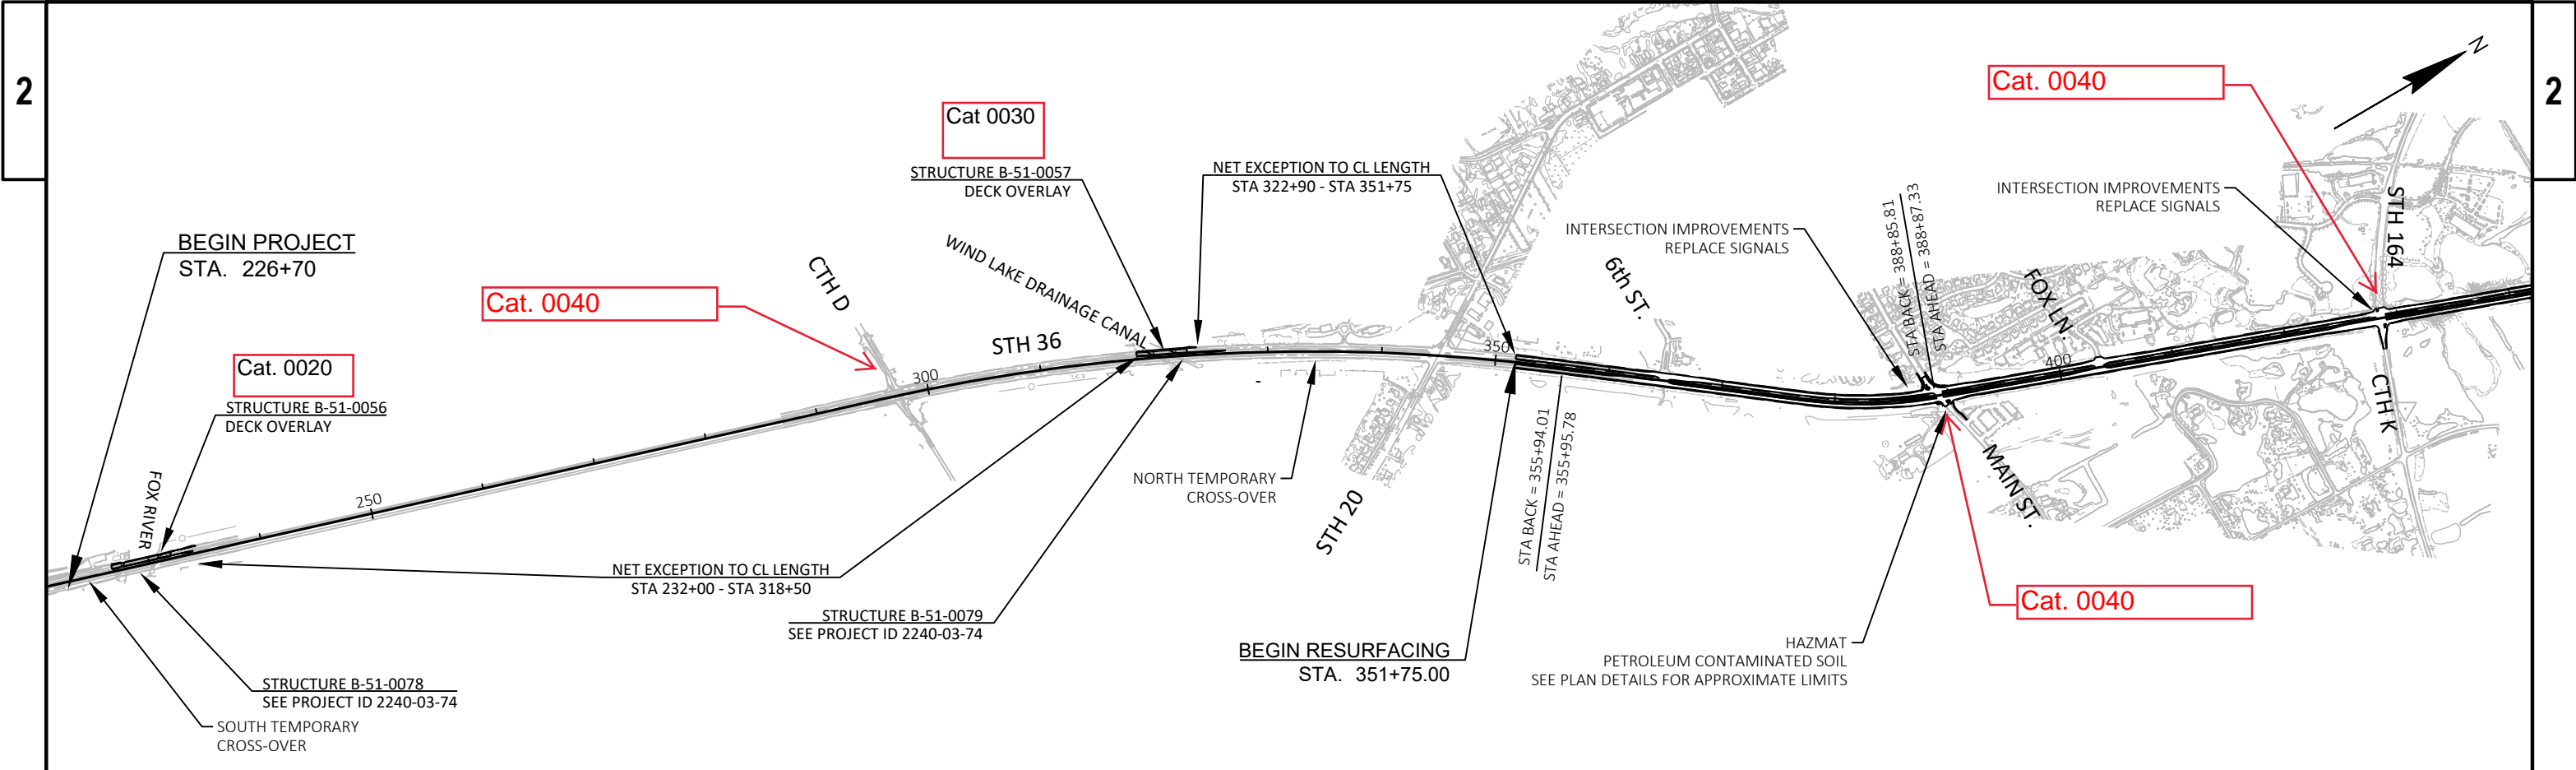 2
2
N
Cat. 0040
Cat 0030
STRUCTURE B-51-0057
DECK OVERLAY
NET EXCEPTION TO CL LENGTH
STA 322+90 - STA 351+75
INTERSECTION IMPROVEMENTS
REPLACE SIGNALS
STH 164
INTERSECTION IMPROVEMENTS
REPLACE SIGNALS
STA BACK = 388+85.81
STA AHEAD = 388+87.33
BEGIN PROJECT
STA. 226+70
WIND LAKE DRAINAGE CANAL
CTH D
6th ST.
FOX LN.
Cat. 0040
STH 36
350
400
300
Cat. 0020
STRUCTURE B-51-0056
DECK OVERLAY
CTH K
FOX RIVER
250
NORTH TEMPORARY
CROSS-OVER
STH 20
STA BACK = 355+94.01
STA AHEAD = 355+95.78
MAIN ST.
NET EXCEPTION TO CL LENGTH
STA 232+00 - STA 318+50
STRUCTURE B-51-0079
SEE PROJECT ID 2240-03-74
Cat. 0040
BEGIN RESURFACING
STA. 351+75.00
HAZMAT
PETROLEUM CONTAMINATED SOIL
SEE PLAN DETAILS FOR APPROXIMATE LIMITS
STRUCTURE B-51-0078
SEE PROJECT ID 2240-03-74
SOUTH TEMPORARY
CROSS-OVER